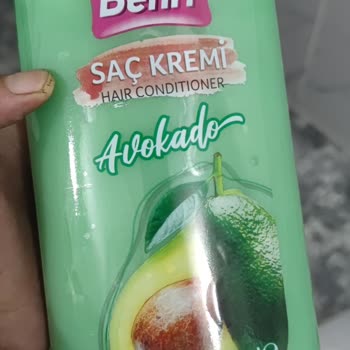 SAÇ KREMİ
HAIR CONDITIONER
Avokado